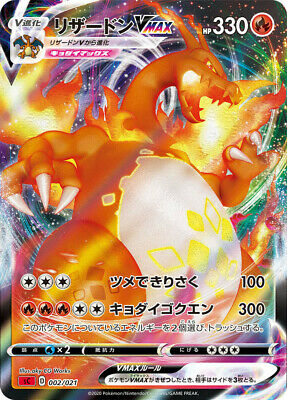 V進化 リザードンVMAX HP330
リザードンVから進化
キョダイマックス
ツメできりさく 100
キョダイゴクエン 300
このポケモンについているエネルギーを2個選び、トラッシュする。
弱点 ×2 抵抗力 にげる
VMAXルール
ポケモンVMAXがきぜつしたとき、相手はサイドを3枚とる。
Illus. aky CG Works
sC D 002/021
©2020 Pokémon/Nintendo/Creatures/GAME FREAK.